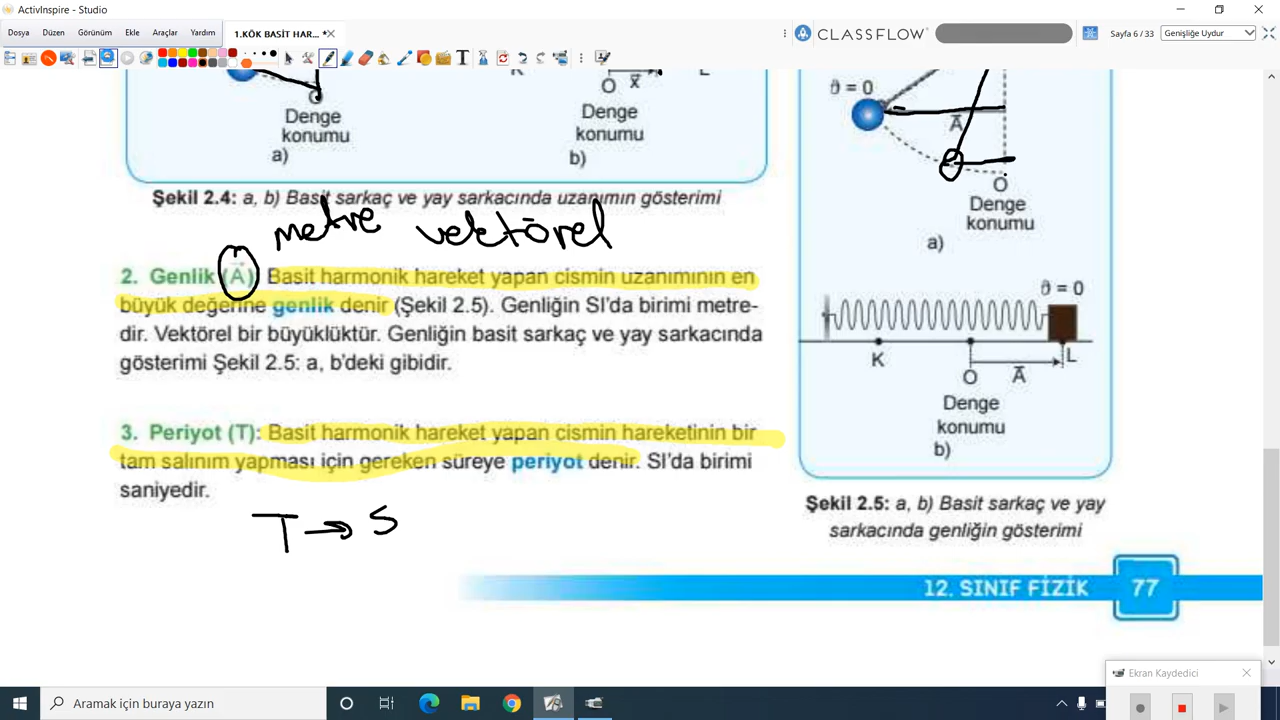 ActivInspire - Studio
Dosya Düzen Görünüm Ekle Araçlar Yardım
1.KÖK BASİT HAR...
CLASSFLOW
Sayfa 6 / 33
Genişliğe Uydur
O
Denge
konumu
a)
K O x L
Denge
konumu
b)
Şekil 2.4: a, b) Basit sarkaç ve yay sarkacında uzanımın gösterimi
metre vektörel
2. Genlik (A): Basit harmonik hareket yapan cismin uzanımının en
büyük değerine genlik denir (Şekil 2.5). Genliğin SI’da birimi metre-
dir. Vektörel bir büyüklüktür. Genliğin basit sarkaç ve yay sarkacında
gösterimi Şekil 2.5: a, b’deki gibidir.
3. Periyot (T): Basit harmonik hareket yapan cismin hareketinin bir
tam salınım yapması için gereken süreye periyot denir. SI’da birimi
saniyedir.
T → S
ϑ = 0
A
O
Denge
konumu
a)
ϑ = 0
K
L
O A
Denge
konumu
b)
Şekil 2.5: a, b) Basit sarkaç ve yay
sarkacında genliğin gösterimi
12. SINIF FİZİK 77
Ekran Kaydedici
Aramak için buraya yazın